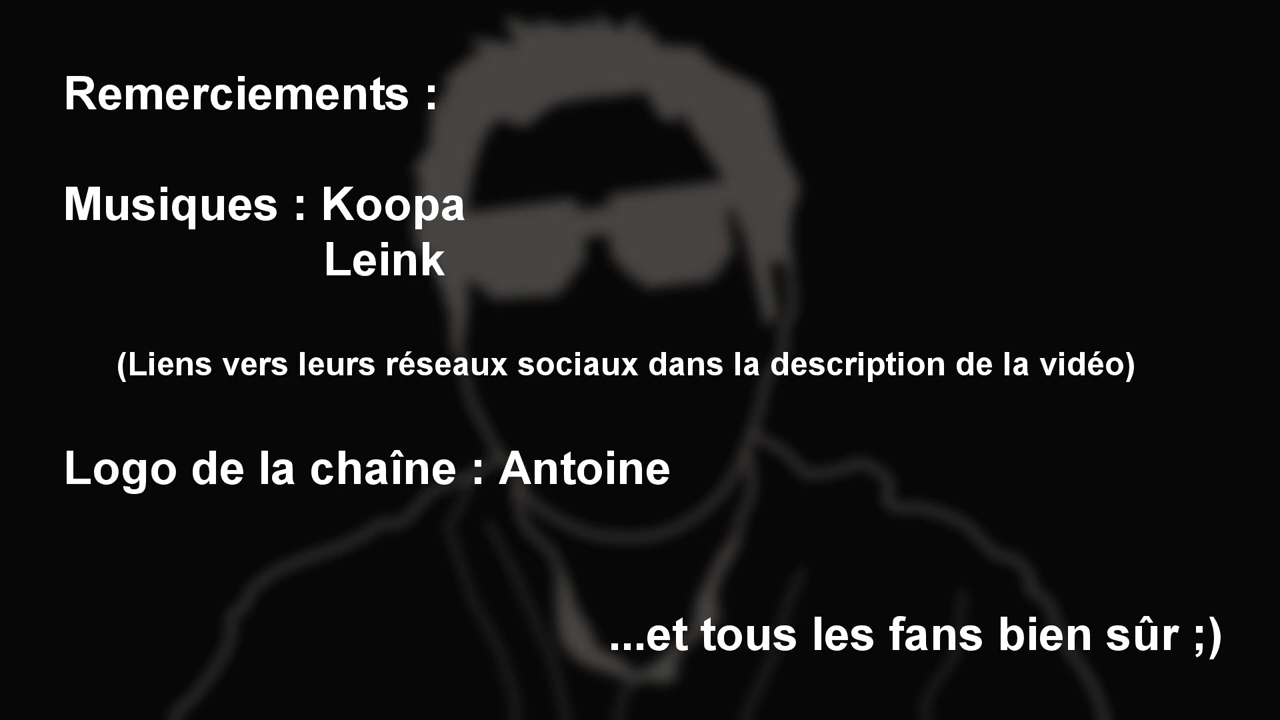 Remerciements :
Musiques : Koopa
Leink
(Liens vers leurs réseaux sociaux dans la description de la vidéo)
Logo de la chaîne : Antoine
...et tous les fans bien sûr ;)